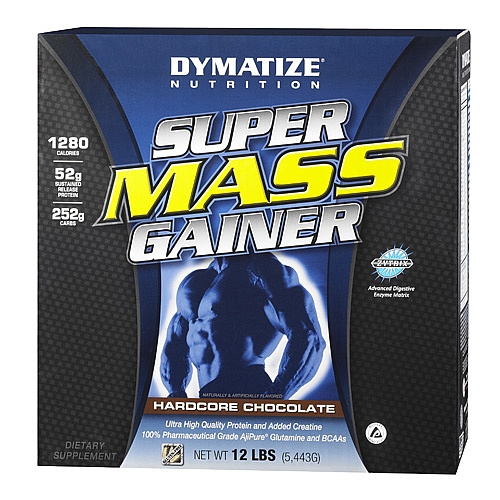 DYMATIZE®
NUTRITION
SUPER
MASS
GAINER
1280
CALORIES
52g
SUSTAINED
RELEASE
PROTEIN
252g
CARBS
ZYTRIX
Advanced Digestive
Enzyme Matrix
NATURALLY & ARTIFICIALLY FLAVORED
HARDCORE CHOCOLATE
Ultra High Quality Protein and Added Creatine
100% Pharmaceutical Grade AjiPure® Glutamine and BCAAs
DIETARY
SUPPLEMENT
NET WT 12 LBS (5,443G)